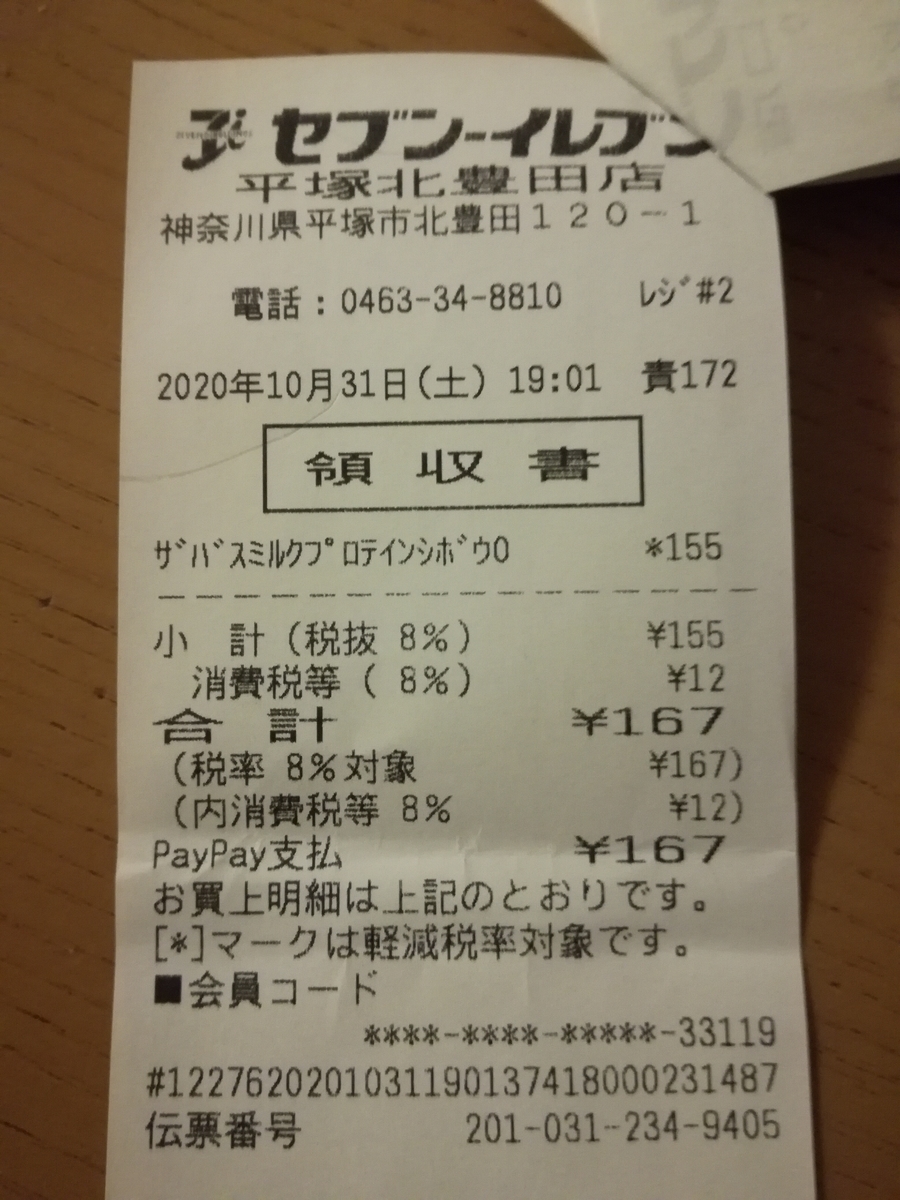 セブン-イレブン
平塚北豊田店
神奈川県平塚市北豊田120-1
電話:0463-34-8810 レジ#2
2020年10月31日(土) 19:01 責172
領収書
ザバスミルクプロテインシボウ0 *155
小 計(税抜 8%) ¥155
消費税等( 8%) ¥12
合 計 ¥167
(税率 8%対象 ¥167)
(内消費税等 8% ¥12)
PayPay支払 ¥167
お買上明細は上記のとおりです。
[*]マークは軽減税率対象です。
■会員コード
****-****-*****-33119
#122762020103119013741800023​1487
伝票番号 201-031-234-9405